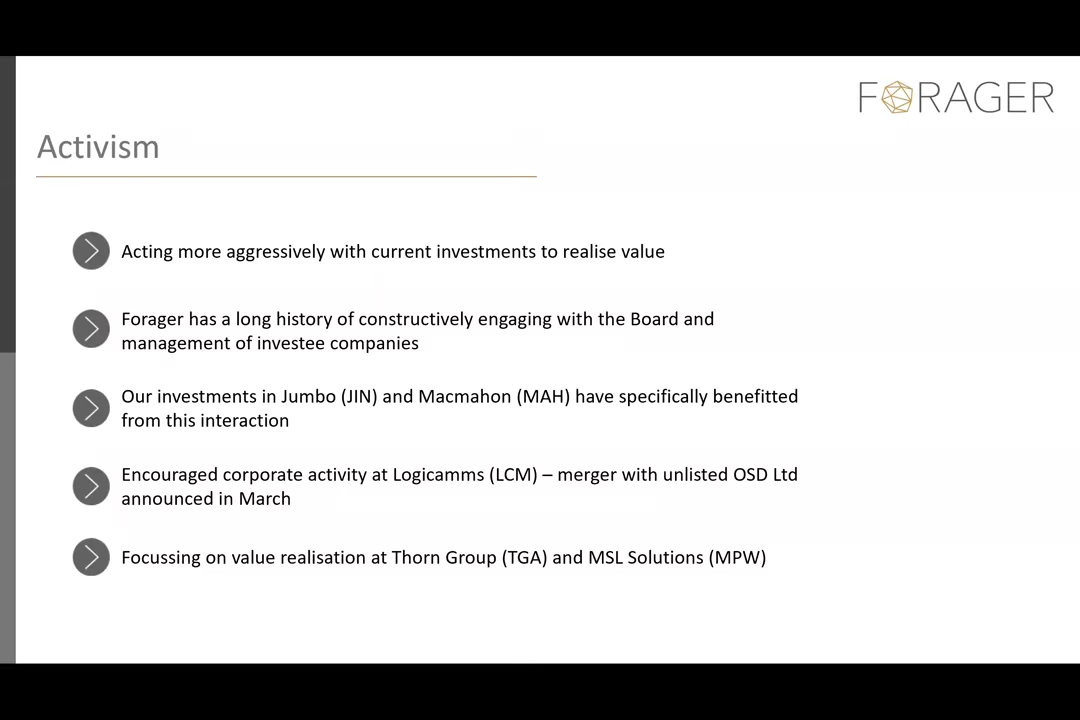 FORAGER
Activism
Acting more aggressively with current investments to realise value
Forager has a long history of constructively engaging with the Board and
management of investee companies
Our investments in Jumbo (JIN) and Macmahon (MAH) have specifically benefitted
from this interaction
Encouraged corporate activity at Logicamms (LCM) – merger with unlisted OSD Ltd
announced in March
Focussing on value realisation at Thorn Group (TGA) and MSL Solutions (MPW)